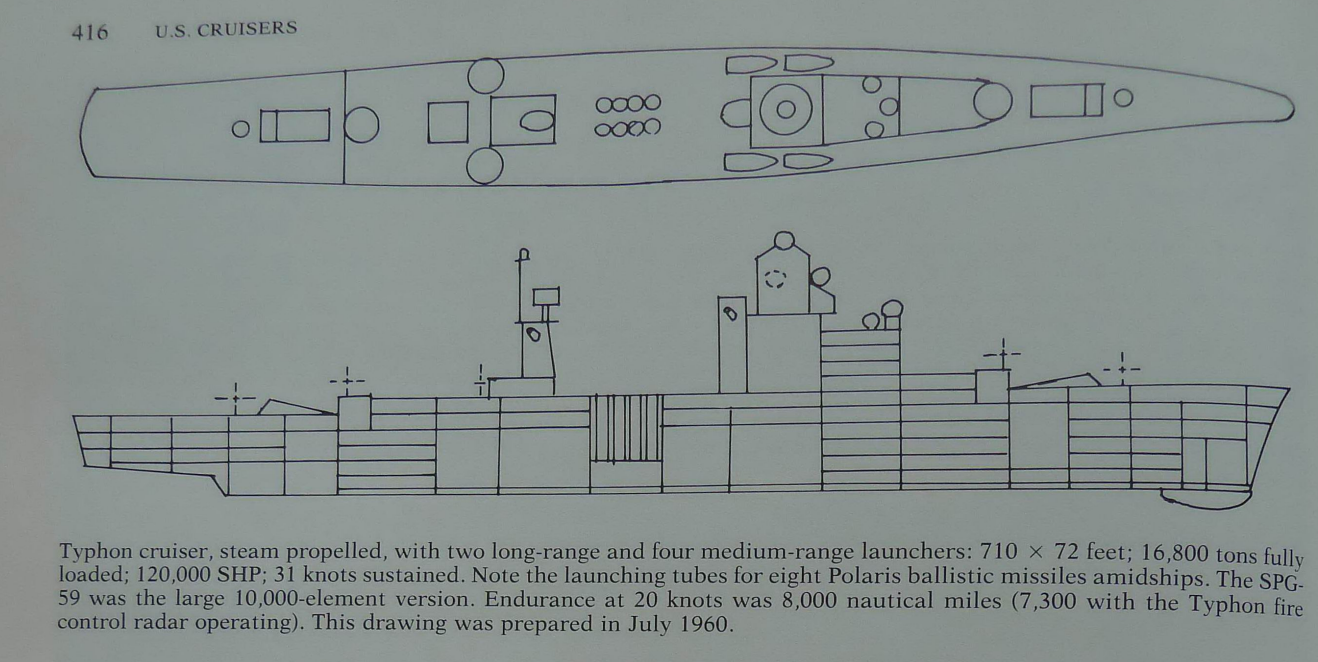 416 U.S. CRUISERS
Typhon cruiser, steam propelled, with two long-range and four medium-range launchers: 710 × 72 feet; 16,800 tons fully
loaded; 120,000 SHP; 31 knots sustained. Note the launching tubes for eight Polaris ballistic missiles amidships. The SPG-
59 was the large 10,000-element version. Endurance at 20 knots was 8,000 nautical miles (7,300 with the Typhon fire
control radar operating). This drawing was prepared in July 1960.